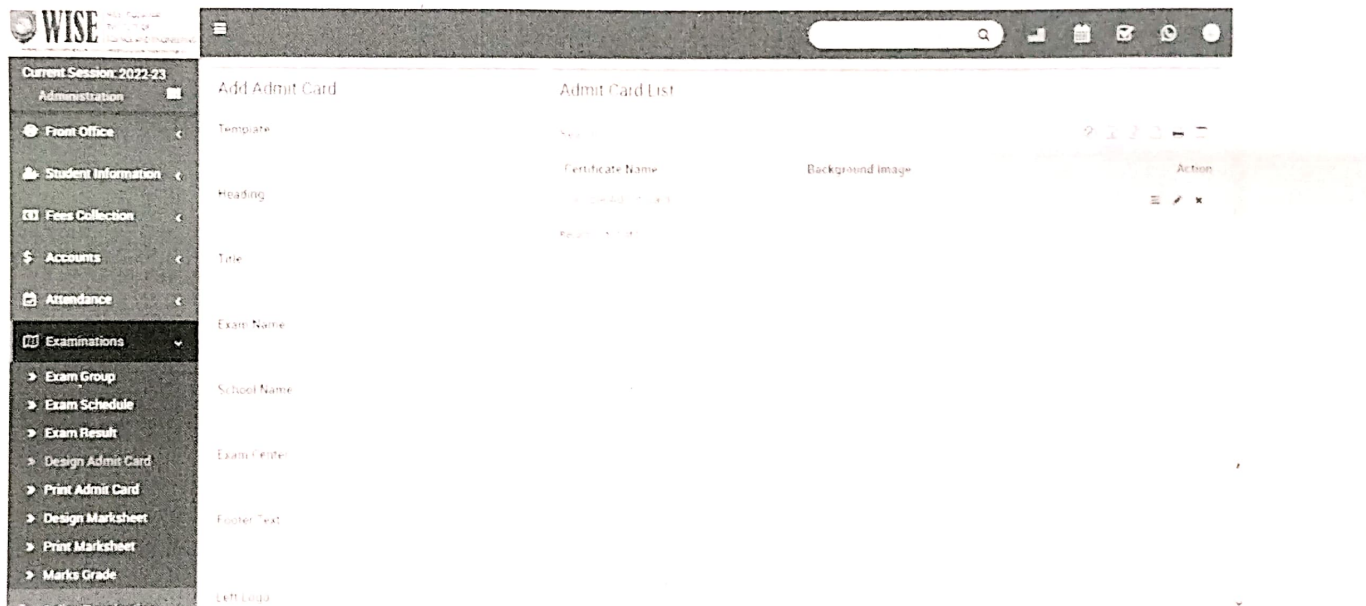 WISE
Current Session: 2022-23
Administration
Front Office
Student Information
Fees Collection
$ Accounts
Attendance
Examinations
» Exam Group
» Exam Schedule
» Exam Result
» Design Admit Card
» Print Admit Card
» Design Marksheet
» Print Marksheet
» Marks Grade
Add Admit Card
Template
Heading
Title
Exam Name
School Name
Exam Center
Footer Text
Left Logo
Admit Card List
Certificate Name Background Image Action